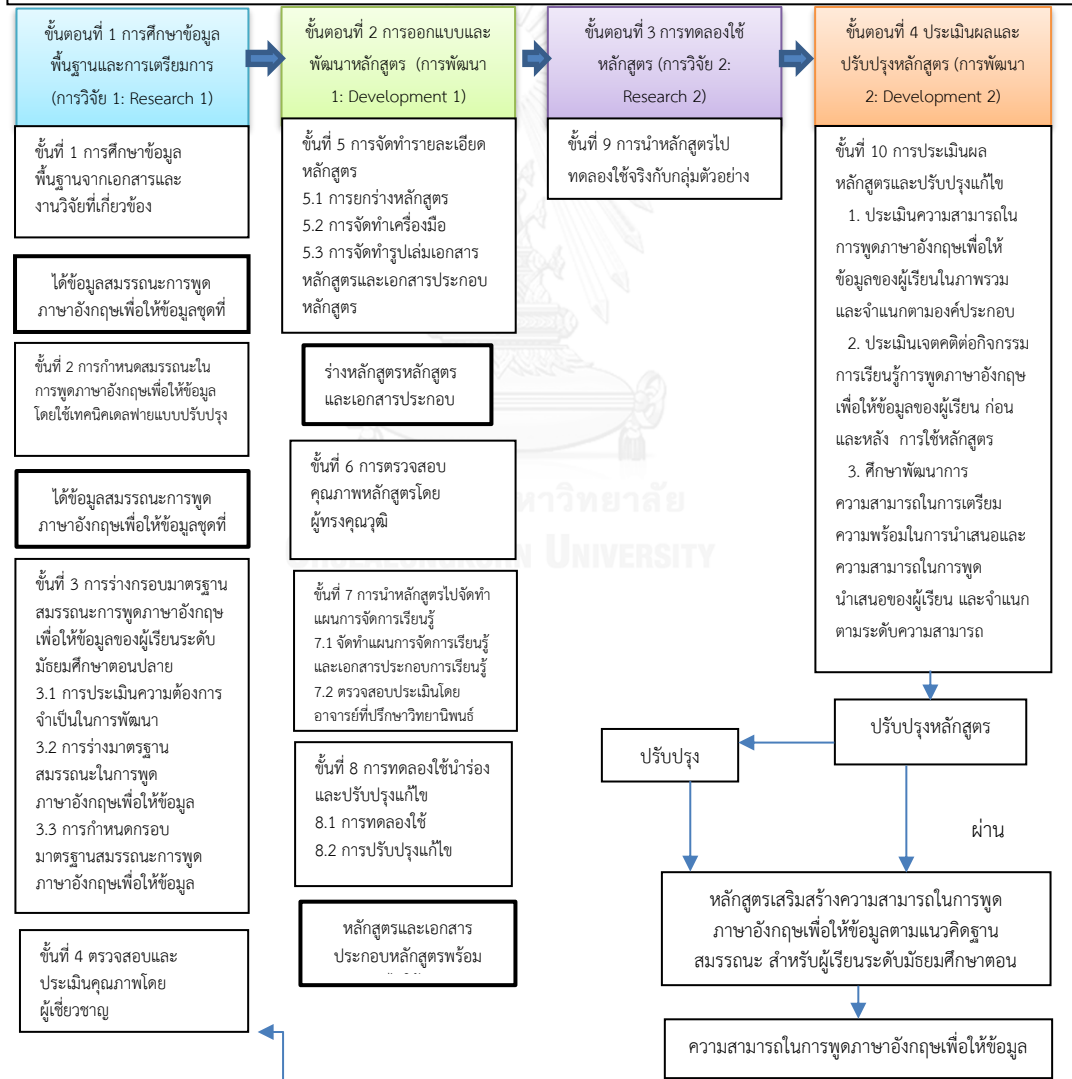 ขั้นตอนที่ 1 การศึกษาข้อมูล
พื้นฐานและการเตรียมการ
(การวิจัย 1: Research 1)
ขั้นตอนที่ 2 การออกแบบและ
พัฒนาหลักสูตร (การพัฒนา
1: Development 1)
ขั้นตอนที่ 3 การทดลองใช้
หลักสูตร (การวิจัย 2:
Research 2)
ขั้นตอนที่ 4 ประเมินผลและ
ปรับปรุงหลักสูตร (การพัฒนา
2: Development 2)
ขั้นที่ 1 การศึกษาข้อมูล
พื้นฐานจากเอกสารและ
งานวิจัยที่เกี่ยวข้อง
ได้ข้อมูลสมรรถนะการพูด
ภาษาอังกฤษเพื่อให้ข้อมูลชุดที่
ขั้นที่ 2 การกำหนดสมรรถนะใน
การพูดภาษาอังกฤษเพื่อให้ข้อมูล
โดยใช้เทคนิคเดลฟายแบบปรับปรุง
ได้ข้อมูลสมรรถนะการพูด
ภาษาอังกฤษเพื่อให้ข้อมูลชุดที่
ขั้นที่ 3 การร่างกรอบมาตรฐาน
สมรรถนะการพูดภาษาอังกฤษ
เพื่อให้ข้อมูลของผู้เรียนระดับ
มัธยมศึกษาตอนปลาย
3.1 การประเมินความต้องการ
จำเป็นในการพัฒนา
3.2 การร่างมาตรฐาน
สมรรถนะในการพูด
ภาษาอังกฤษเพื่อให้ข้อมูล
3.3 การกำหนดกรอบ
มาตรฐานสมรรถนะการพูด
ภาษาอังกฤษเพื่อให้ข้อมูล
ขั้นที่ 4 ตรวจสอบและ
ประเมินคุณภาพโดย
ผู้เชี่ยวชาญ
ขั้นที่ 5 การจัดทำรายละเอียด
หลักสูตร
5.1 การยกร่างหลักสูตร
5.2 การจัดทำเครื่องมือ
5.3 การจัดทำรูปเล่มเอกสาร
หลักสูตรและเอกสารประกอบ
หลักสูตร
ร่างหลักสูตรหลักสูตร
และเอกสารประกอบ
ขั้นที่ 6 การตรวจสอบ
คุณภาพหลักสูตรโดย
ผู้ทรงคุณวุฒิ
ขั้นที่ 7 การนำหลักสูตรไปจัดทำ
แผนการจัดการเรียนรู้
7.1 จัดทำแผนการจัดการเรียนรู้
และเอกสารประกอบการเรียนรู้
7.2 ตรวจสอบประเมินโดย
อาจารย์ที่ปรึกษาวิทยานิพนธ์
ขั้นที่ 8 การทดลองใช้นำร่อง
และปรับปรุงแก้ไข
8.1 การทดลองใช้
8.2 การปรับปรุงแก้ไข
หลักสูตรและเอกสาร
ประกอบหลักสูตรพร้อม
ขั้นที่ 9 การนำหลักสูตรไป
ทดลองใช้จริงกับกลุ่มตัวอย่าง
หาวิทยาลัย
UNIVERSITY
ขั้นที่ 10 การประเมินผล
หลักสูตรและปรับปรุงแก้ไข
1. ประเมินความสามารถใน
การพูดภาษาอังกฤษเพื่อให้
ข้อมูลของผู้เรียนในภาพรวม
และจำแนกตามองค์ประกอบ
2. ประเมินเจตคติต่อกิจกรรม
การเรียนรู้การพูดภาษาอังกฤษ
เพื่อให้ข้อมูลของผู้เรียน ก่อน
และหลัง การใช้หลักสูตร
3. ศึกษาพัฒนาการ
ความสามารถในการเตรียม
ความพร้อมในการนำเสนอและ
ความสามารถในการพูด
นำเสนอของผู้เรียน และจำแนก
ตามระดับความสามารถ
ปรับปรุงหลักสูตร
ปรับปรุง
ผ่าน
หลักสูตรเสริมสร้างความสามารถในการพูด
ภาษาอังกฤษเพื่อให้ข้อมูลตามแนวคิดฐาน
สมรรถนะ สำหรับผู้เรียนระดับมัธยมศึกษาตอน
ความสามารถในการพูดภาษาอังกฤษเพื่อให้ข้อมูล